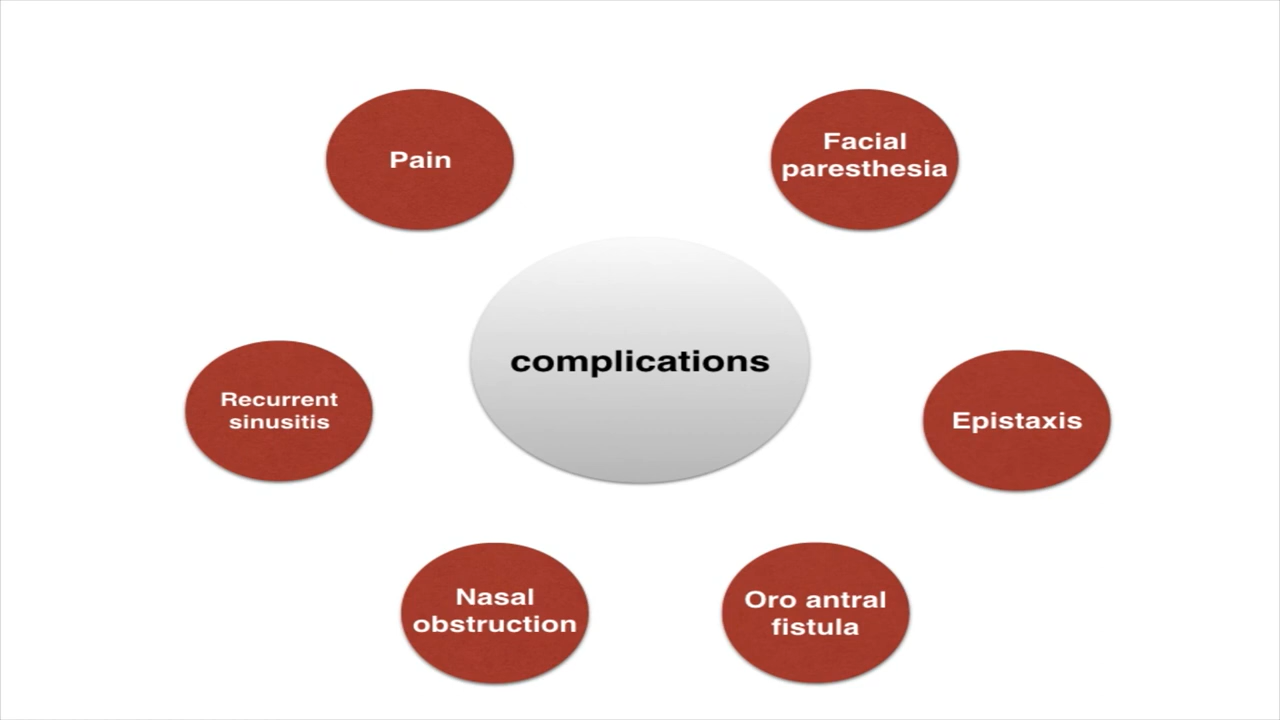 Pain
Facial
paresthesia
complications
Recurrent
sinusitis
Epistaxis
Nasal
obstruction
Oro antral
fistula